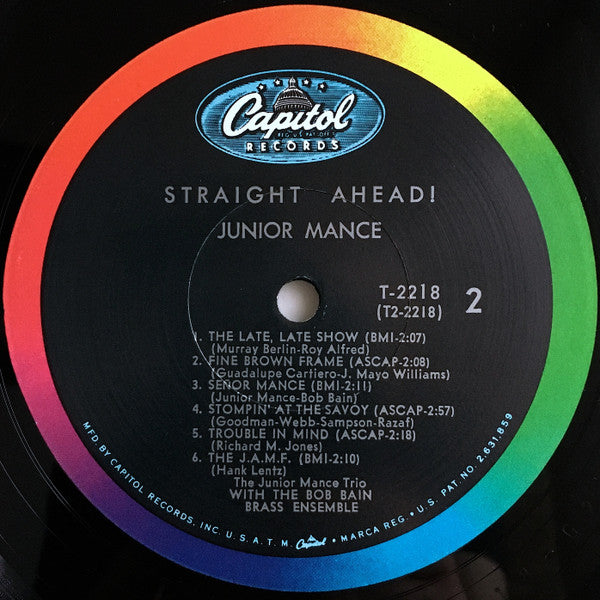 Capitol
REG. U.S. PAT. OFF.
RECORDS
STRAIGHT AHEAD!
JUNIOR MANCE
T-2218
(T2-2218)
2
1. THE LATE, LATE SHOW (BMI-2:07)
(Murray Berlin-Roy Alfred)
2. FINE BROWN FRAME (ASCAP-2:08)
(Guadalupe Cartiero-J. Mayo Williams)
3. SEÑOR MANCE (BMI-2:11)
(Junior Mance-Bob Bain)
4. STOMPIN' AT THE SAVOY (ASCAP-2:57)
(Goodman-Webb-Sampson-Razaf)
5. TROUBLE IN MIND (ASCAP-2:18)
(Richard M. Jones)
6. THE J.A.M.F. (BMI-2:10)
(Hank Lentz)
The Junior Mance Trio
WITH THE BOB BAIN
BRASS ENSEMBLE
MFD. BY CAPITOL RECORDS, INC. U.S.A. T.M. Capitol • MARCA REG. • U.S. PAT. NO. 2,631,859